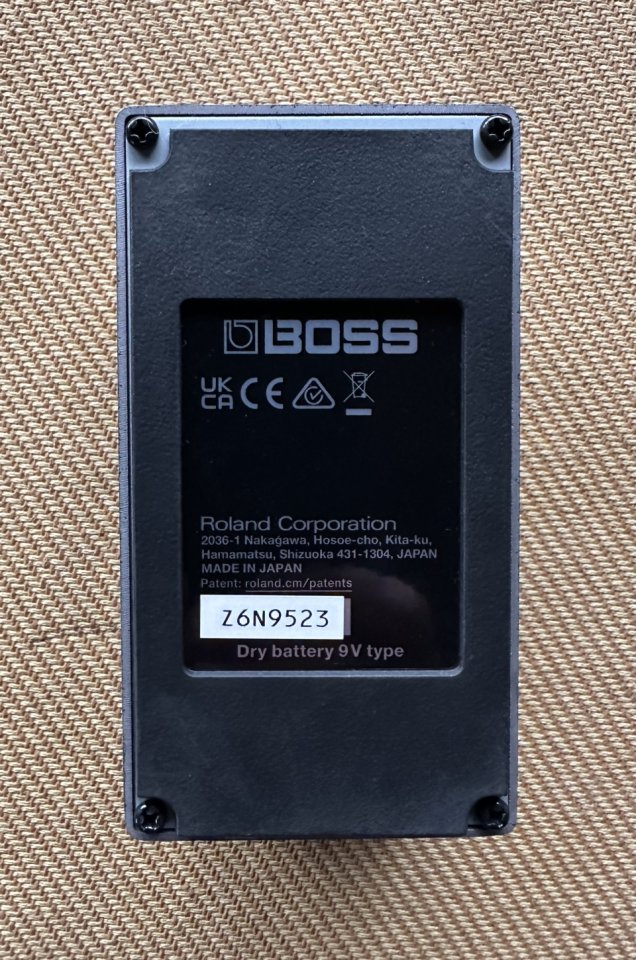 BOSS
UK
CA CE
Roland Corporation
2036-1 Nakagawa, Hosoe-cho, Kita-ku,
Hamamatsu, Shizuoka 431-1304, JAPAN
MADE IN JAPAN
Patent: roland.cm/patents
Z6N9523
Dry battery 9V type